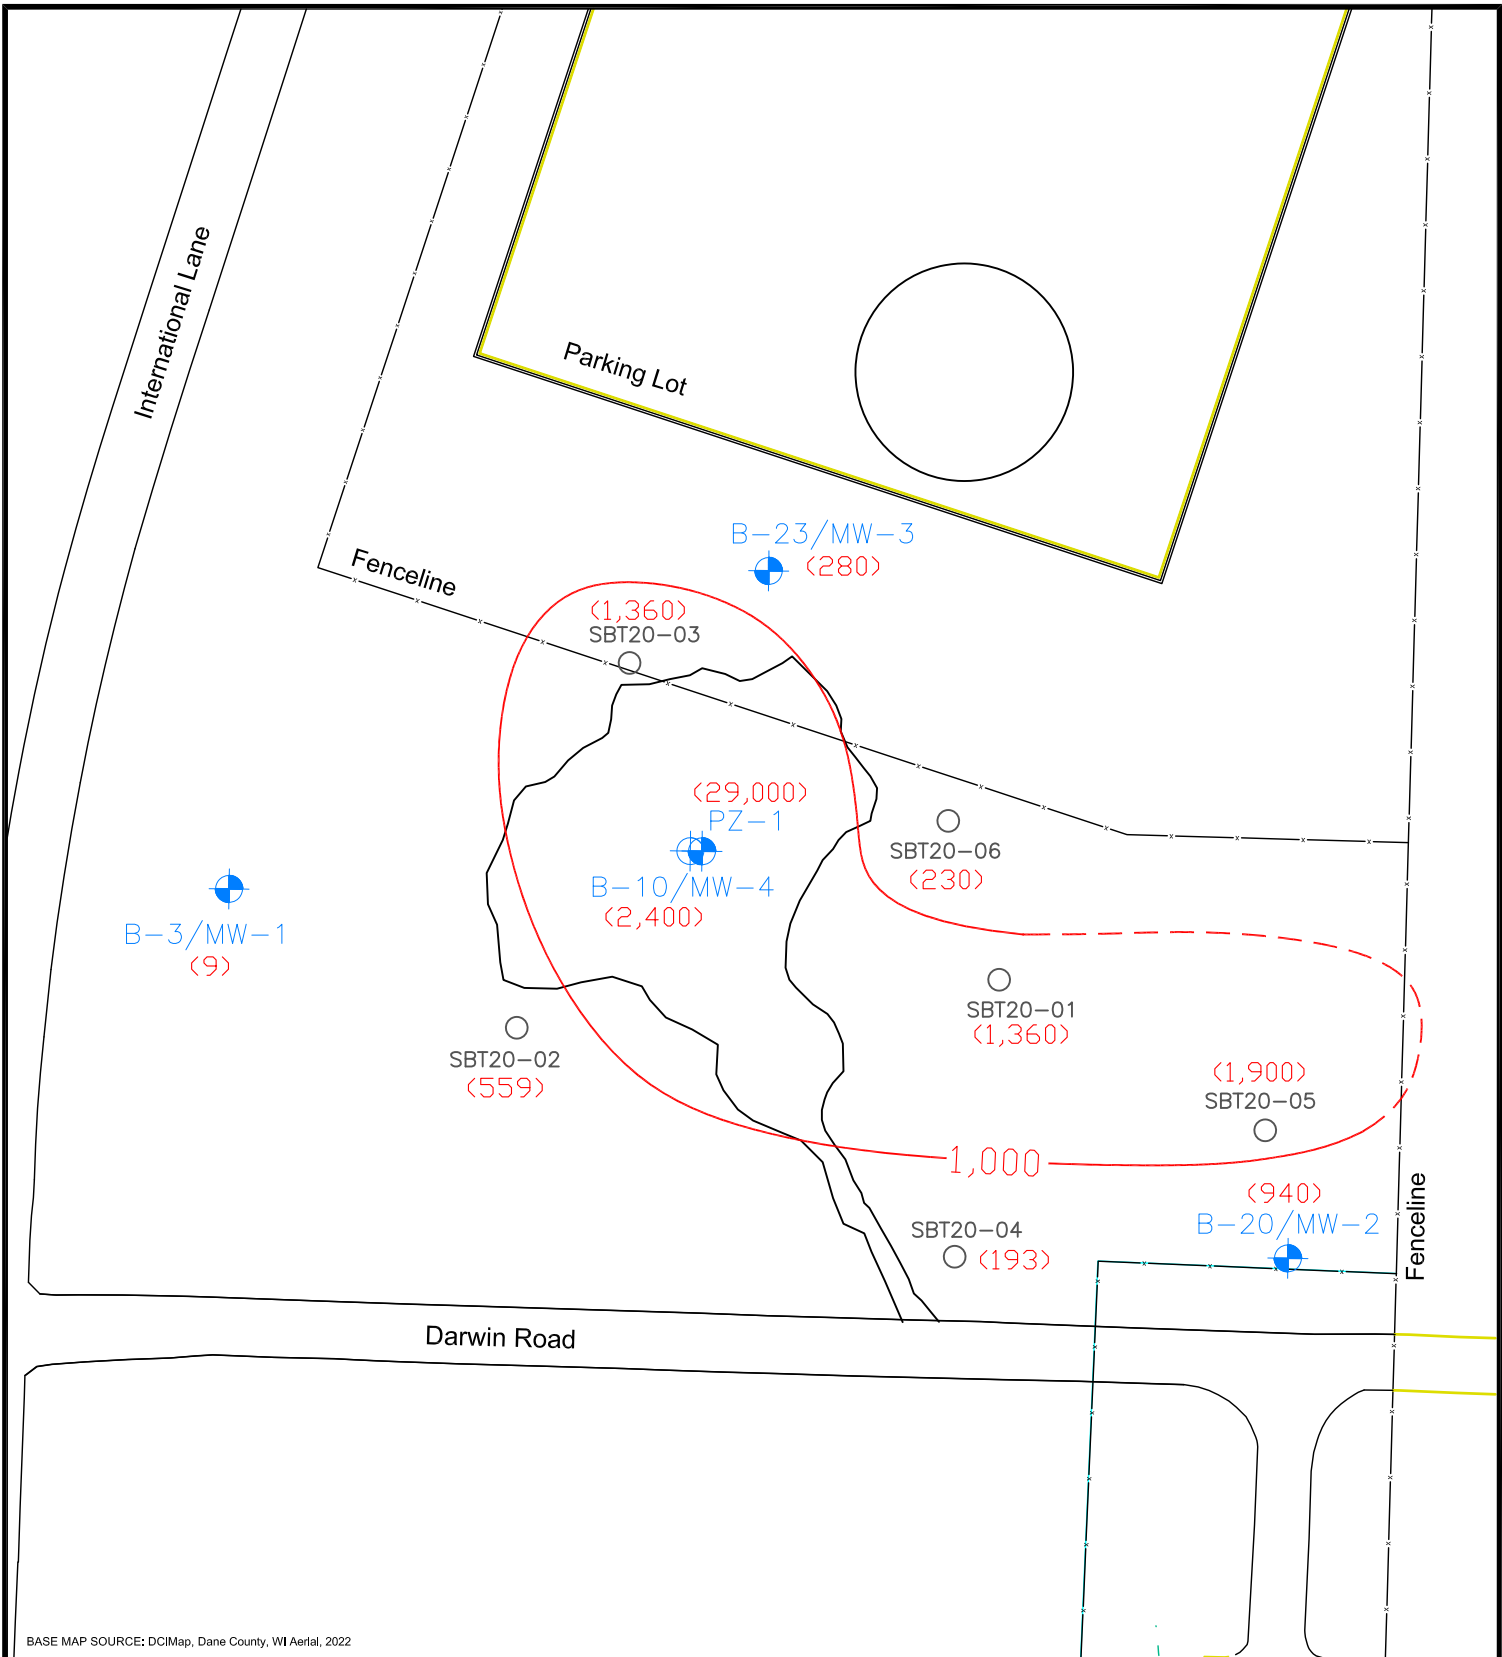 International Lane
Parking Lot
B-23/MW-3
(280)
Fenceline
(1,360)
SBT20-03
(29,000)
PZ-1
SBT20-06
(230)
B-10/MW-4
(2,400)
B-3/MW-1
(9)
SBT20-01
(1,360)
SBT20-02
(559)
(1,900)
SBT20-05
1,000
(940)
B-20/MW-2
Fenceline
SBT20-04
(193)
Darwin Road
BASE MAP SOURCE: DCiMap, Dane County, WI Aerial, 2022